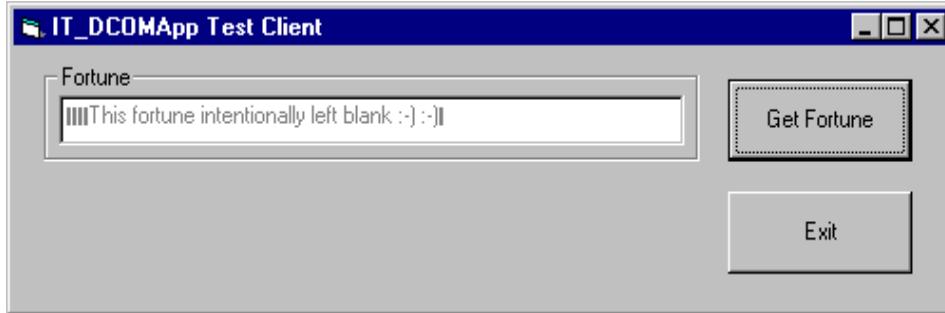 IT_DCOMApp Test Client
Fortune
This fortune intentionally left blank :-) :-)
Get Fortune
Exit